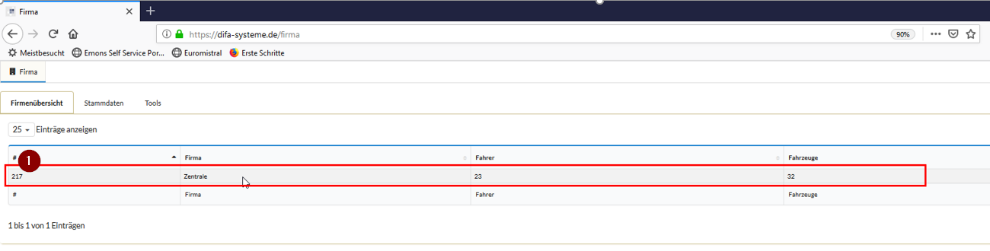 Firma
https://difa-systeme.de/firma 90%
Meistbesucht Emons Self Service Por... Euromistral Erste Schritte
Firma
Firmenübersicht Stammdaten Tools
25 Einträge anzeigen
# Firma Fahrer Fahrzeuge
1
217 Zentrale 23 32
# Firma Fahrer Fahrzeuge
1 bis 1 von 1 Einträgen